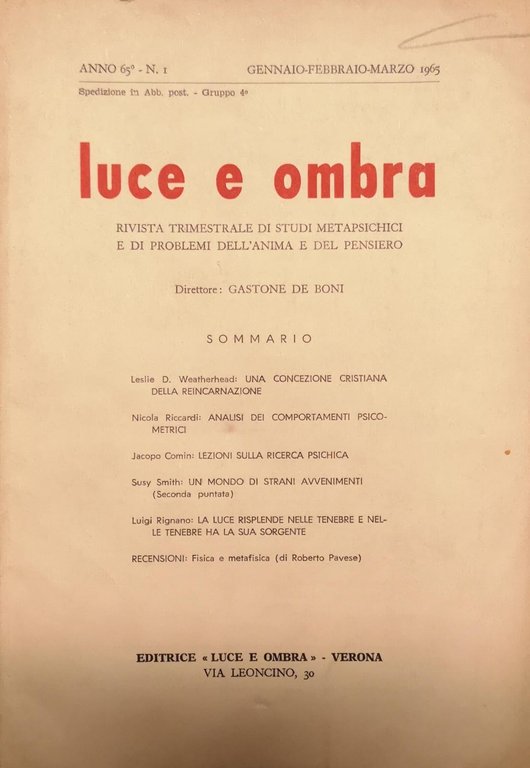 ANNO 65° - N. 1 GENNAIO-FEBBRAIO-MARZO 1965
Spedizione in Abb. post. - Gruppo 4°
luce e ombra
RIVISTA TRIMESTRALE DI STUDI METAPSICHICI
E DI PROBLEMI DELL'ANIMA E DEL PENSIERO
Direttore: GASTONE DE BONI
SOMMARIO
Leslie D. Weatherhead: UNA CONCEZIONE CRISTIANA
DELLA REINCARNAZIONE
Nicola Riccardi: ANALISI DEI COMPORTAMENTI PSICO-
METRICI
Jacopo Comin: LEZIONI SULLA RICERCA PSICHICA
Susy Smith: UN MONDO DI STRANI AVVENIMENTI
(Seconda puntata)
Luigi Rignano: LA LUCE RISPLENDE NELLE TENEBRE E NEL-
LE TENEBRE HA LA SUA SORGENTE
RECENSIONI: Fisica e metafisica (di Roberto Pavese)
EDITRICE « LUCE E OMBRA » - VERONA
VIA LEONCINO, 30